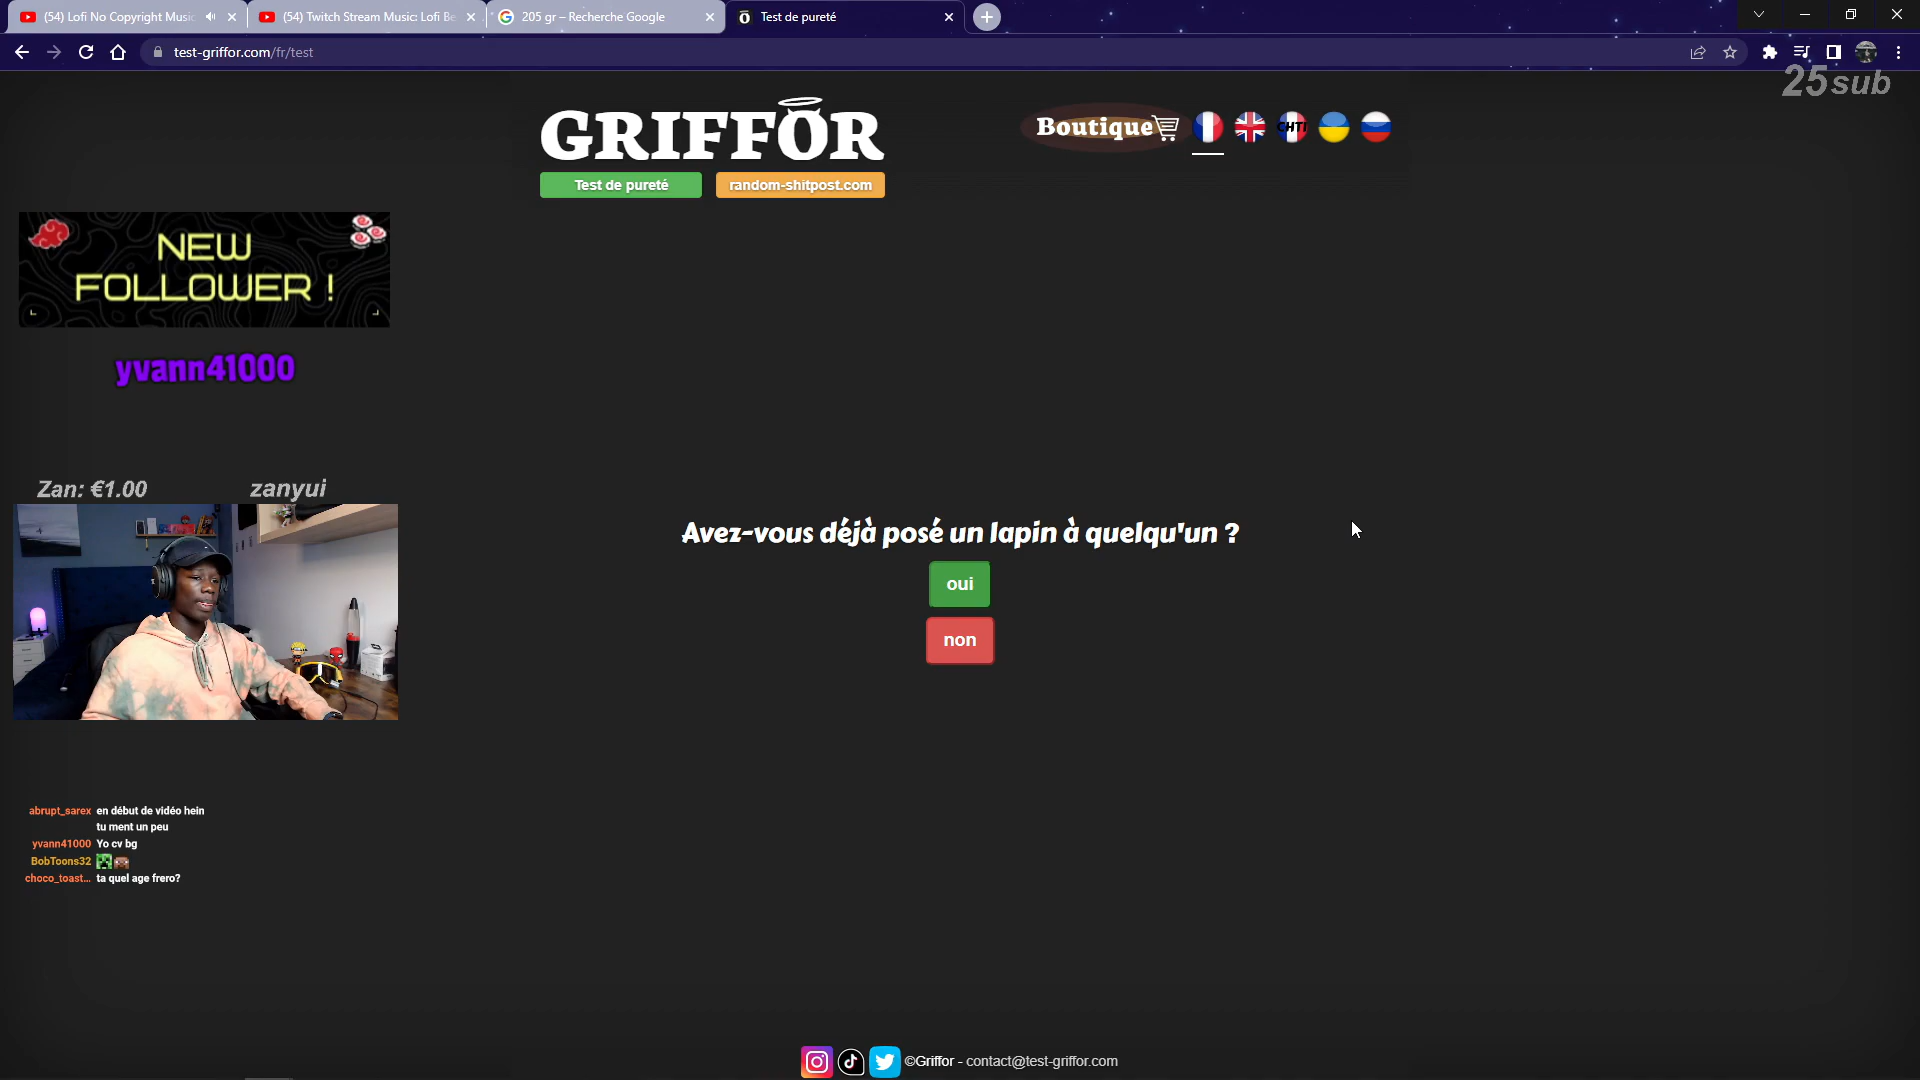 (54) Lofi No Copyright Music
(54) Twitch Stream Music: Lofi Be
205 gr – Recherche Google
Test de pureté
test-griffor.com/fr/test
25sub
GRIFFOR
Boutique
CHTI
Test de pureté
random-shitpost.com
NEW
FOLLOWER !
yvann41000
Zan: €1.00
zanyui
Avez-vous déjà posé un lapin à quelqu'un ?
oui
non
abrupt_sarex en début de vidéo hein
tu ment un peu
yvann41000 Yo cv bg
BobToons32
choco_toast... ta quel age frero?
©Griffor - contact@test-griffor.com